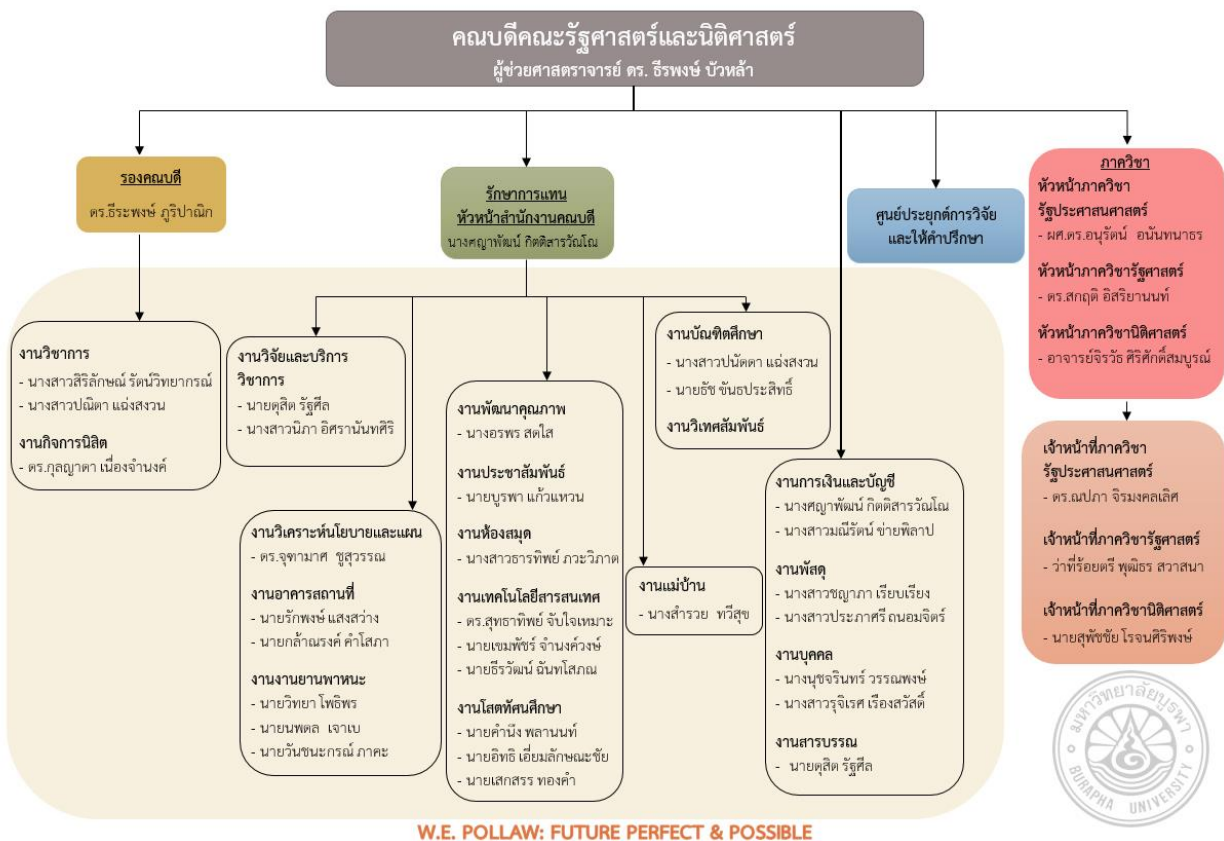 คณบดีคณะรัฐศาสตร์และนิติศาสตร์
ผู้ช่วยศาสตราจารย์ ดร. ธีรพงษ์ บัวหล้า
รองคณบดี
ดร.ธีระพงษ์ ภูริปาณิก
รักษาการแทน
หัวหน้าสำนักงานคณบดี
นางศญาพัฒน์ กิตติสารวัณโณ
ศูนย์ประยุกต์การวิจัย
และให้คำปรึกษา
ภาควิชา
หัวหน้าภาควิชา
รัฐประศาสนศาสตร์
- ผศ.ดร.อนุรัตน์ อนันทนาธร
หัวหน้าภาควิชารัฐศาสตร์
- ดร.สกฤติ อิสริยานนท์
หัวหน้าภาควิชานิติศาสตร์
- อาจารย์จิรวัธ ศิริศักดิ์สมบูรณ์
งานวิชาการ
- นางสาวสิริลักษณ์ รัตน์วิทยากรณ์
- นางสาวปณิตา แฉ่งสงวน
งานกิจการนิสิต
- ดร.กุลญาดา เนื่องจำนงค์
งานวิจัยและบริการ
วิชาการ
- นายดุสิต รัฐศีล
- นางสาวนิภา อิศรานันทศิริ
งานวิเคราะห์นโยบายและแผน
- ดร.จุฑามาศ ชูสุวรรณ
งานอาคารสถานที่
- นายรักพงษ์ แสงสว่าง
- นายกล้าณรงค์ คำโสภา
งานงานยานพาหนะ
- นายวิทยา โพธิพร
- นายนพดล เจาเบ
- นายวันชนะกรณ์ ภาคะ
งานพัฒนาคุณภาพ
- นางอรพร สดใส
งานประชาสัมพันธ์
- นายบูรพา แก้วแหวน
งานห้องสมุด
- นางสาวธารทิพย์ ภวะวิภาต
งานเทคโนโลยีสารสนเทศ
- ดร.สุทธาทิพย์ จับใจเหมาะ
- นายเขมพัชร์ จำนงค์วงษ์
- นายธีรวัฒน์ ฉันทโสภณ
งานโสตทัศนศึกษา
- นายคำนึง พลานนท์
- นายอิทธิ เอี่ยมลักษณะชัย
- นายเสกสรร ทองคำ
งานบัณฑิตศึกษา
- นางสาวปนัดดา แฉ่งสงวน
- นายธัช ขันธประสิทธิ์
งานวิเทศสัมพันธ์
งานแม่บ้าน
- นางสำรวย ทวีสุข
งานการเงินและบัญชี
- นางศญาพัฒน์ กิตติสารวัณโณ
- นางสาวมณีรัตน์ ข่ายพิลาป
งานพัสดุ
- นางสาวชญาภา เรียบเรียง
- นางสาวประภาศรี ถนอมจิตร์
งานบุคคล
- นางนุชจรินทร์ วรรณพงษ์
- นางสาวรุจิเรศ เรืองสวัสดิ์
งานสารบรรณ
- นายดุสิต รัฐศีล
เจ้าหน้าที่ภาควิชา
รัฐประศาสนศาสตร์
- ดร.ณปภา จิรมงคลเลิศ
เจ้าหน้าที่ภาควิชารัฐศาสตร์
- ว่าที่ร้อยตรี พุฒิธร สวาสนา
เจ้าหน้าที่ภาควิชานิติศาสตร์
- นายสุพัชชัย โรจนศิริพงษ์
มหาวิทยาลัยบูรพา
BURAPHA UNIVERSITY
W.E. POLLAW: FUTURE PERFECT & POSSIBLE